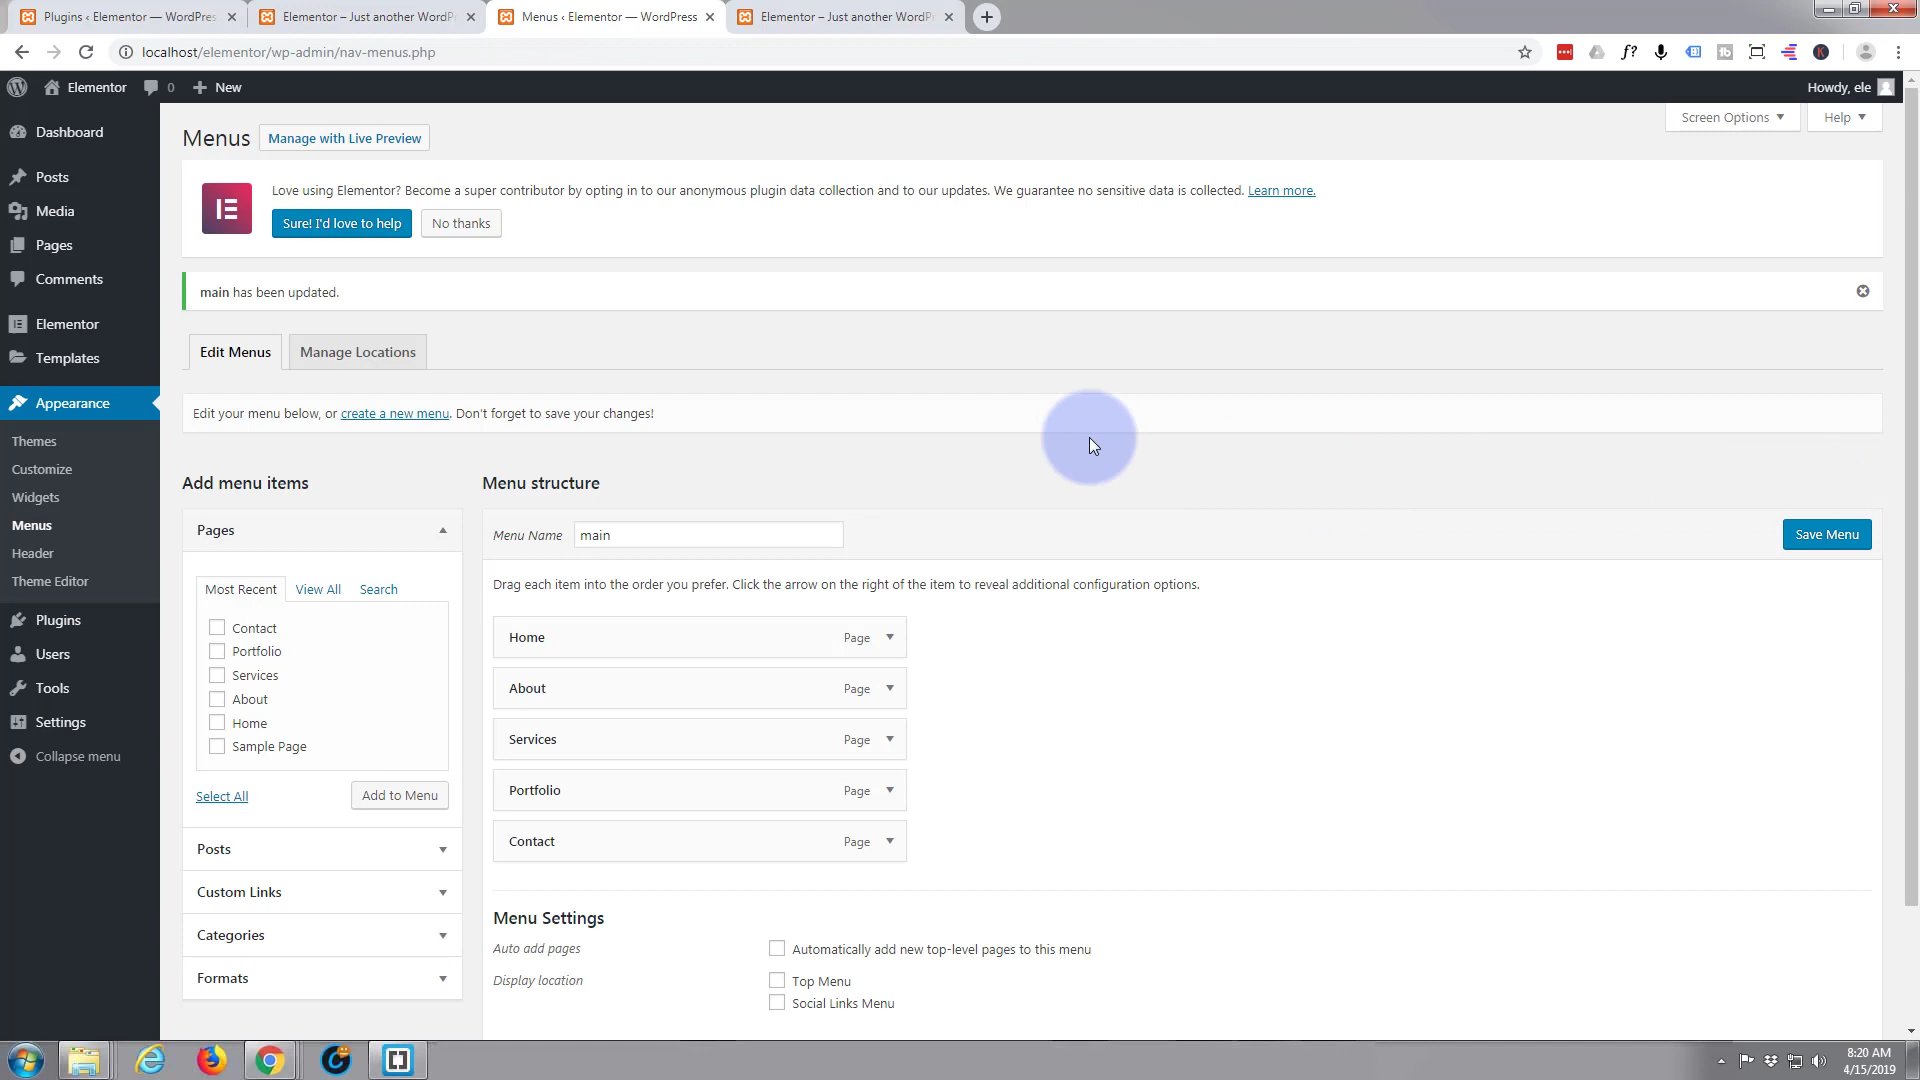 Plugins ‹ Elementor — WordPres
Elementor – Just another WordP
Menus ‹ Elementor — WordPress
Elementor – Just another WordP
localhost/elementor/wp-admin/nav-menus.php
f?
Elementor
0
New
Howdy, ele
Dashboard
Posts
Media
Pages
Comments
Elementor
Templates
Appearance
Themes
Customize
Widgets
Menus
Header
Theme Editor
Plugins
Users
Tools
Settings
Collapse menu
Screen Options
Help
Menus
Manage with Live Preview
Love using Elementor? Become a super contributor by opting in to our anonymous plugin data collection and to our updates. We guarantee no sensitive data is collected. Learn more.
Sure! I'd love to help
No thanks
main has been updated.
Edit Menus
Manage Locations
Edit your menu below, or create a new menu. Don't forget to save your changes!
Add menu items
Pages
Most Recent
View All
Search
Contact
Portfolio
Services
About
Home
Sample Page
Select All
Add to Menu
Posts
Custom Links
Categories
Formats
Menu structure
Menu Name
main
Save Menu
Drag each item into the order you prefer. Click the arrow on the right of the item to reveal additional configuration options.
Home
Page
About
Page
Services
Page
Portfolio
Page
Contact
Page
Menu Settings
Auto add pages
Automatically add new top-level pages to this menu
Display location
Top Menu
Social Links Menu
8:20 AM
4/15/2019